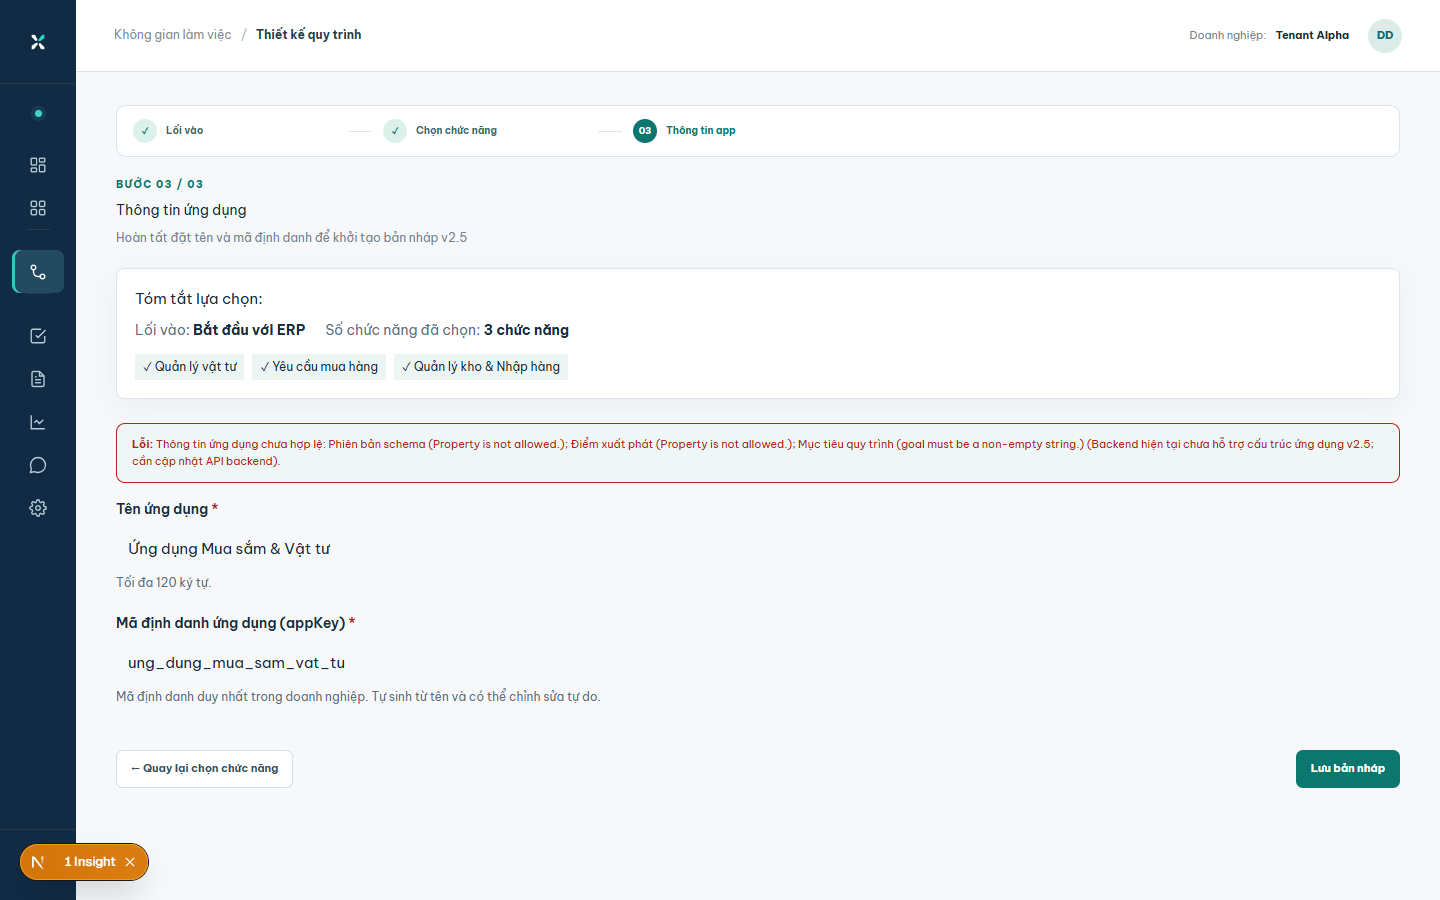 Không gian làm việc / Thiết kế quy trình
Doanh nghiệp: Tenant Alpha DD
✓ Lối vào
✓ Chọn chức năng
03 Thông tin app
BƯỚC 03 / 03
Thông tin ứng dụng
Hoàn tất đặt tên và mã định danh để khởi tạo bản nháp v2.5
Tóm tắt lựa chọn:
Lối vào: Bắt đầu với ERP Số chức năng đã chọn: 3 chức năng
✓ Quản lý vật tư ✓ Yêu cầu mua hàng ✓ Quản lý kho & Nhập hàng
Lỗi: Thông tin ứng dụng chưa hợp lệ: Phiên bản schema (Property is not allowed.); Điểm xuất phát (Property is not allowed.); Mục tiêu quy trình (goal must be a non-empty string.) (Backend hiện tại chưa hỗ trợ cấu trúc ứng dụng v2.5;
cần cập nhật API backend).
Tên ứng dụng *
Ứng dụng Mua sắm & Vật tư
Tối đa 120 ký tự.
Mã định danh ứng dụng (appKey) *
ung_dung_mua_sam_vat_tu
Mã định danh duy nhất trong doanh nghiệp. Tự sinh từ tên và có thể chỉnh sửa tự do.
← Quay lại chọn chức năng
Lưu bản nháp
1 Insight